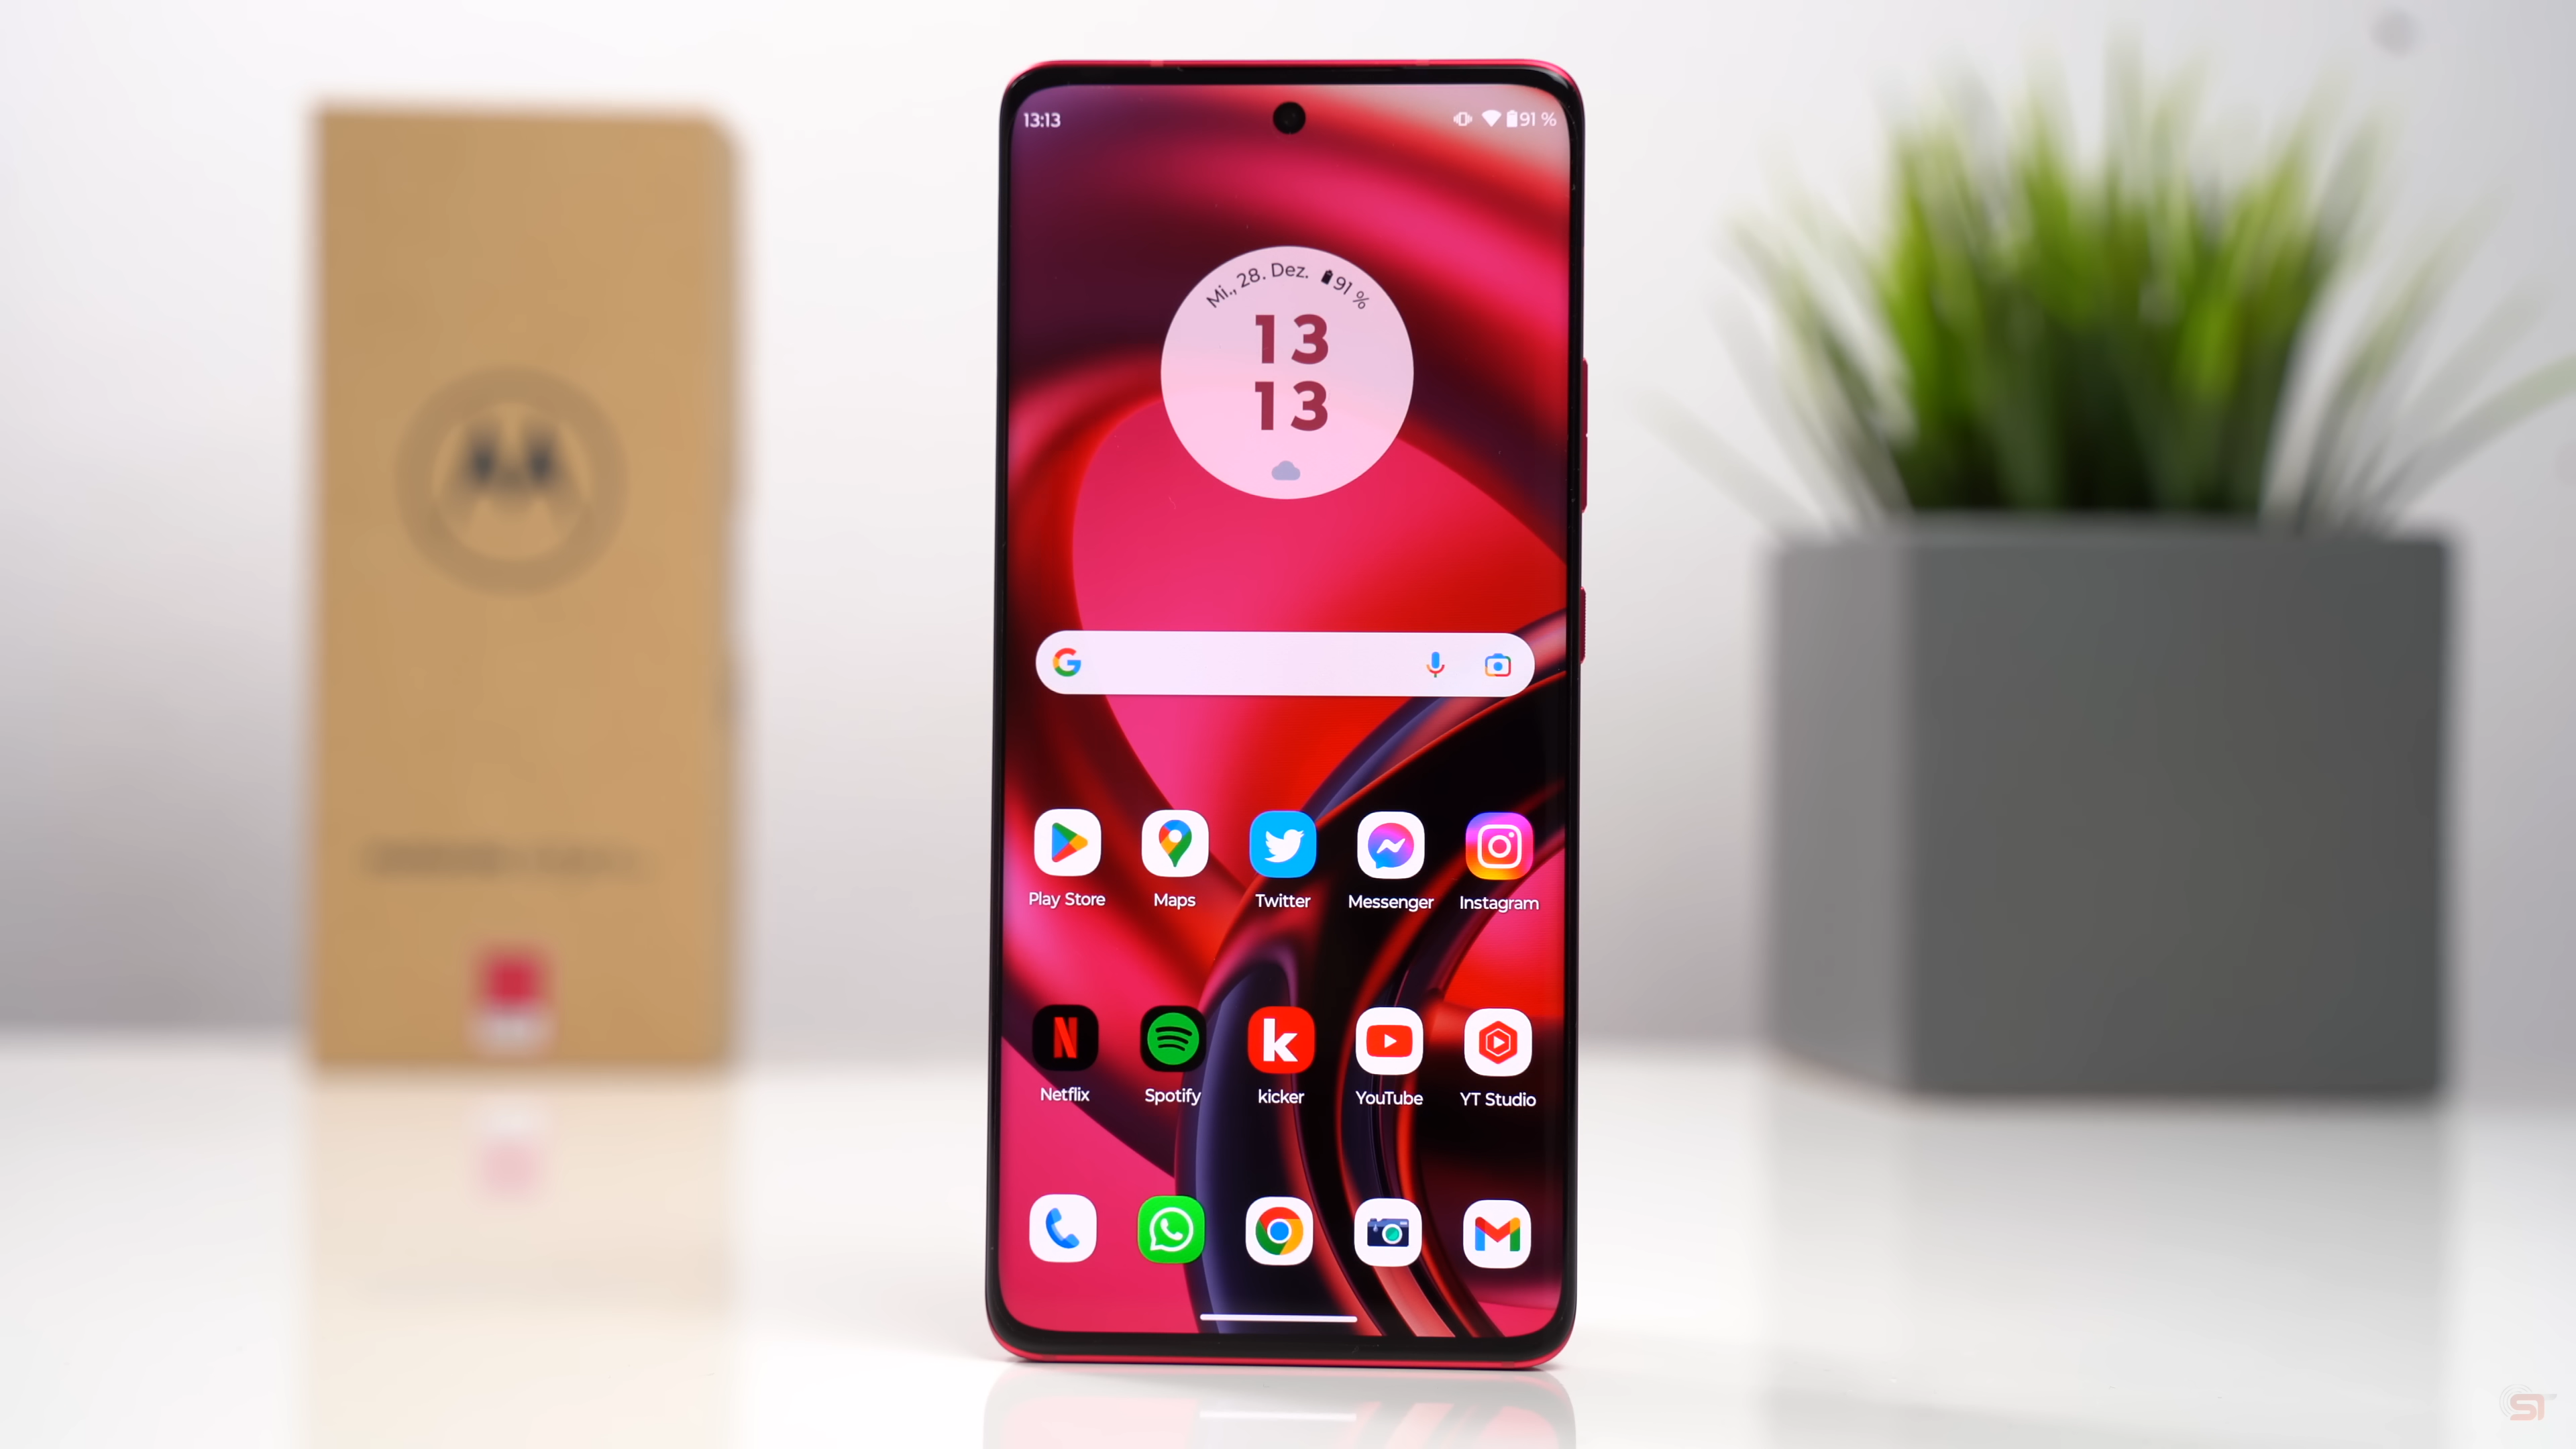 13:13
91 %
Mi., 28. Dez. 91 %
13
13
Play Store Maps Twitter Messenger Instagram
Netflix Spotify kicker YouTube YT Studio